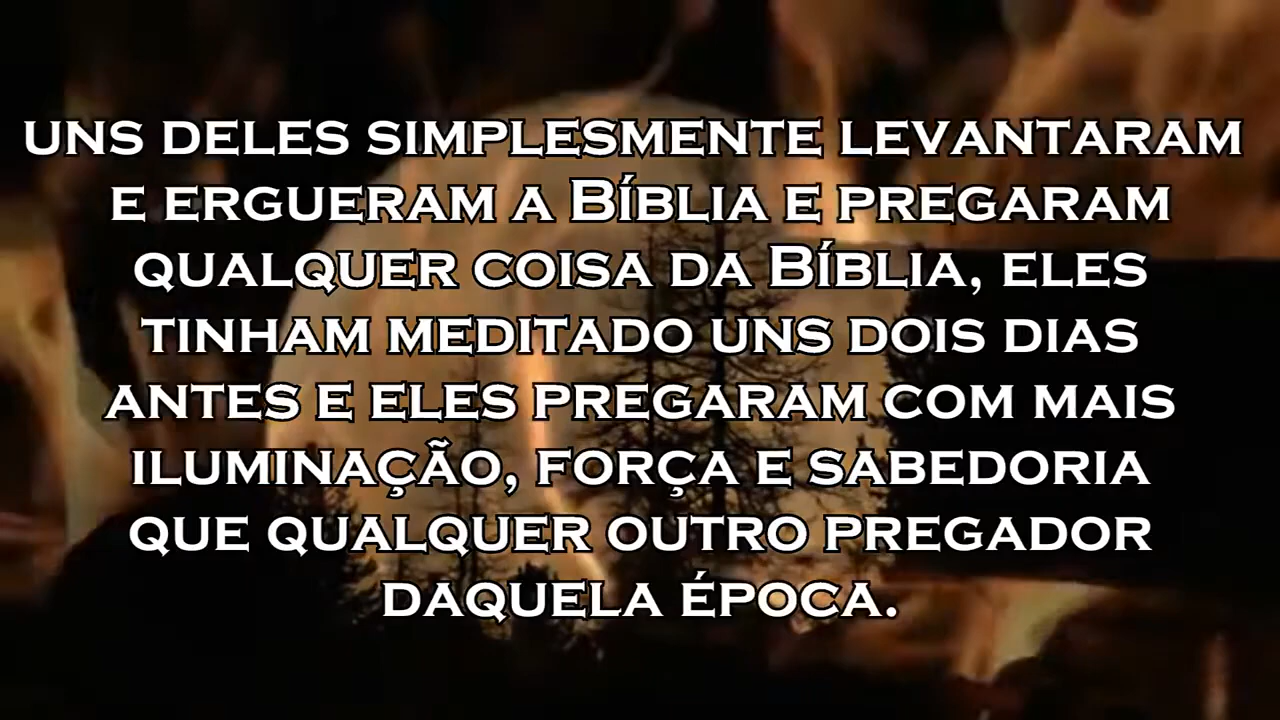 UNS DELES SIMPLESMENTE LEVANTARAM
E ERGUERAM A BÍBLIA E PREGARAM
QUALQUER COISA DA BÍBLIA, ELES
TINHAM MEDITADO UNS DOIS DIAS
ANTES E ELES PREGARAM COM MAIS
ILUMINAÇÃO, FORÇA E SABEDORIA
QUE QUALQUER OUTRO PREGADOR
DAQUELA ÉPOCA.